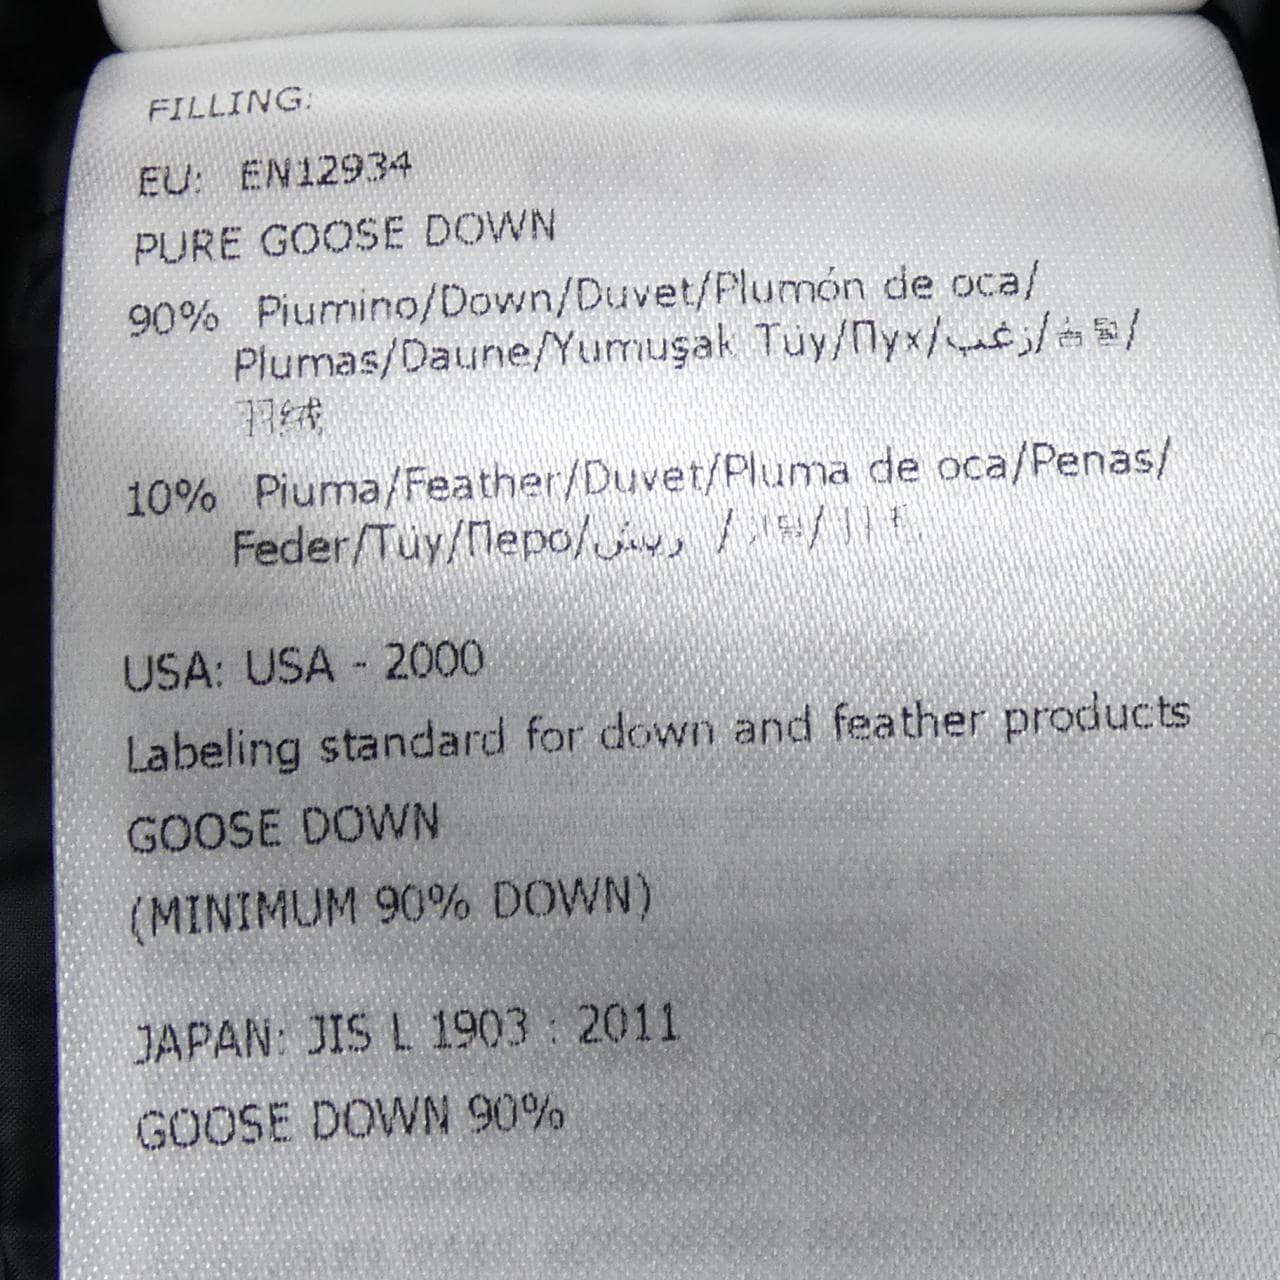 FILLING:
EU: EN12934
PURE GOOSE DOWN
90% Piumino/Down/Duvet/Plumón de oca/
Plumas/Daune/Yumuşak Tüy/Пух/زغب/솜털/
羽绒
10% Piuma/Feather/Duvet/Pluma de oca/Penas/
Feder/Tüy/Перо/ريش /
USA: USA - 2000
Labeling standard for down and feather products
GOOSE DOWN
(MINIMUM 90% DOWN)
JAPAN: JIS L 1903 : 2011
GOOSE DOWN 90%